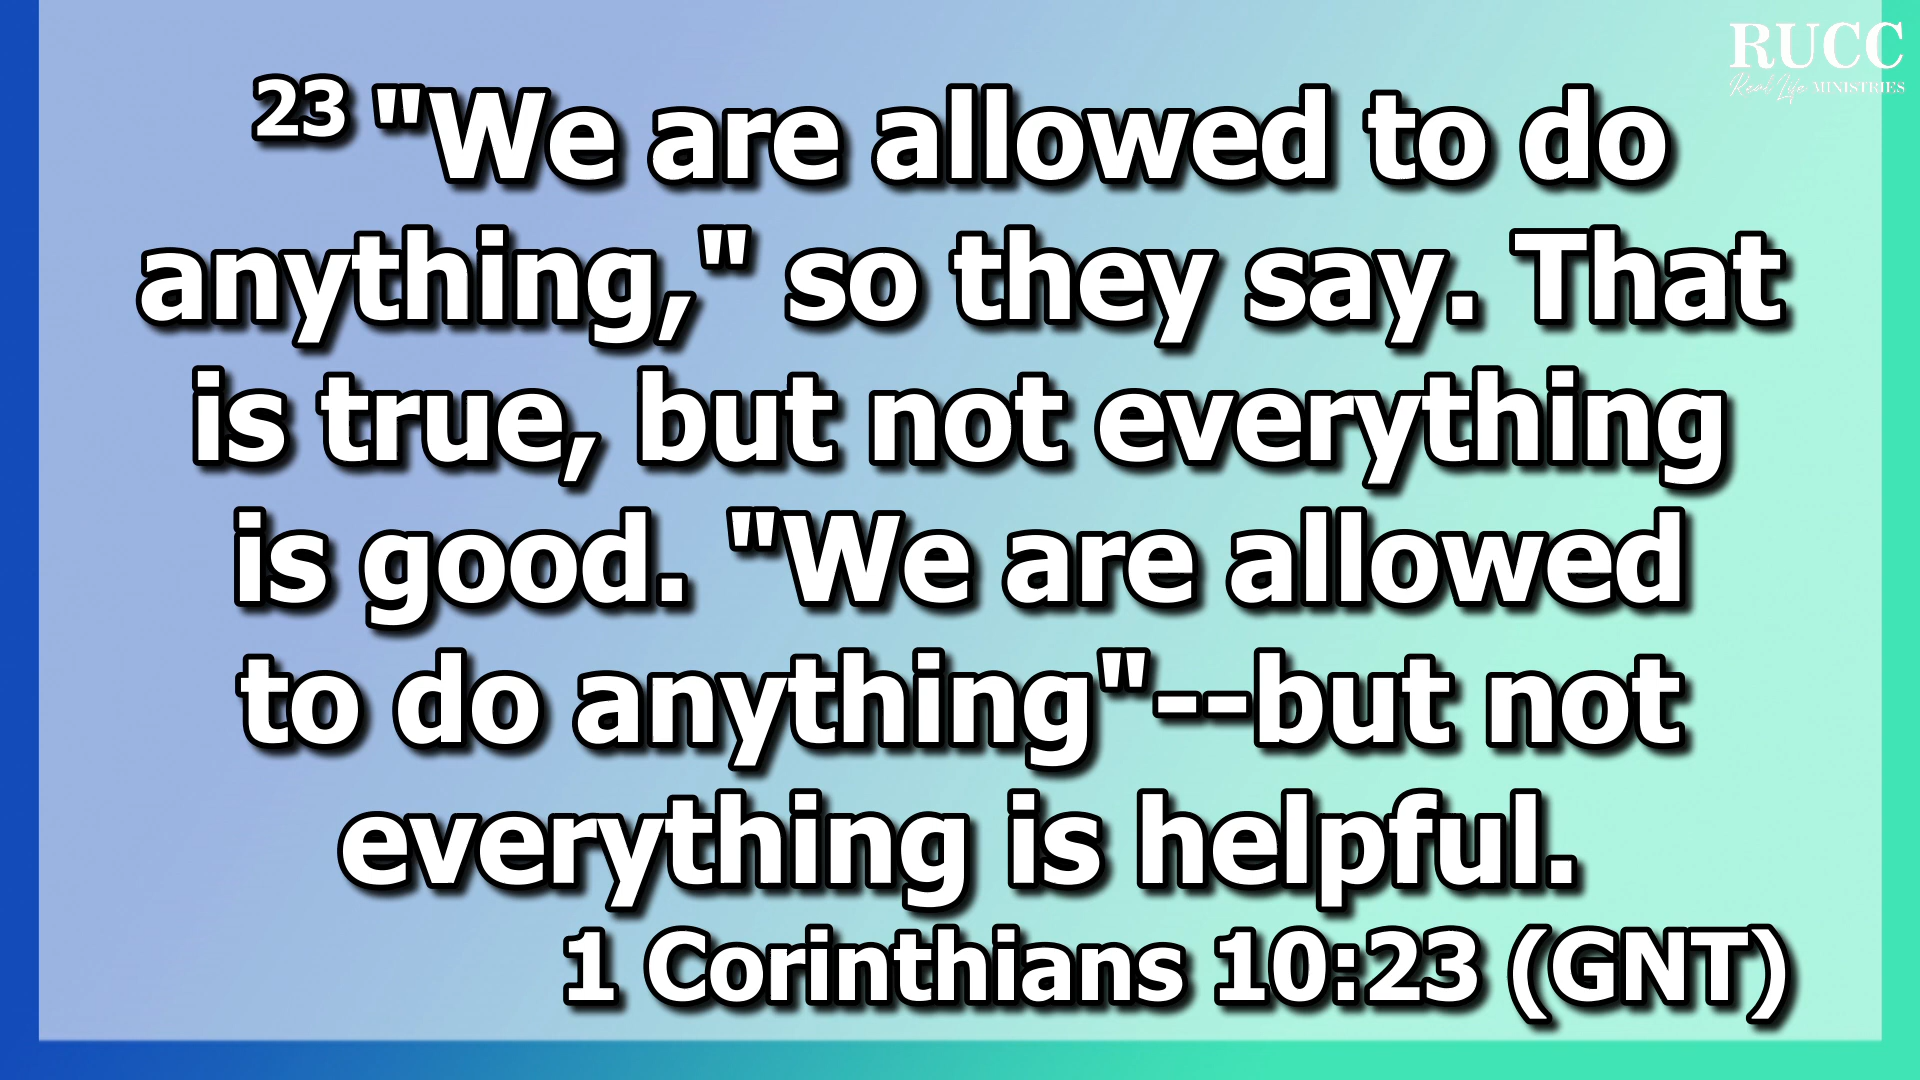 RUCC
Real Life MINISTRIES
23 "We are allowed to do
anything," so they say. That
is true, but not everything
is good. "We are allowed
to do anything"--but not
everything is helpful.
1 Corinthians 10:23 (GNT)